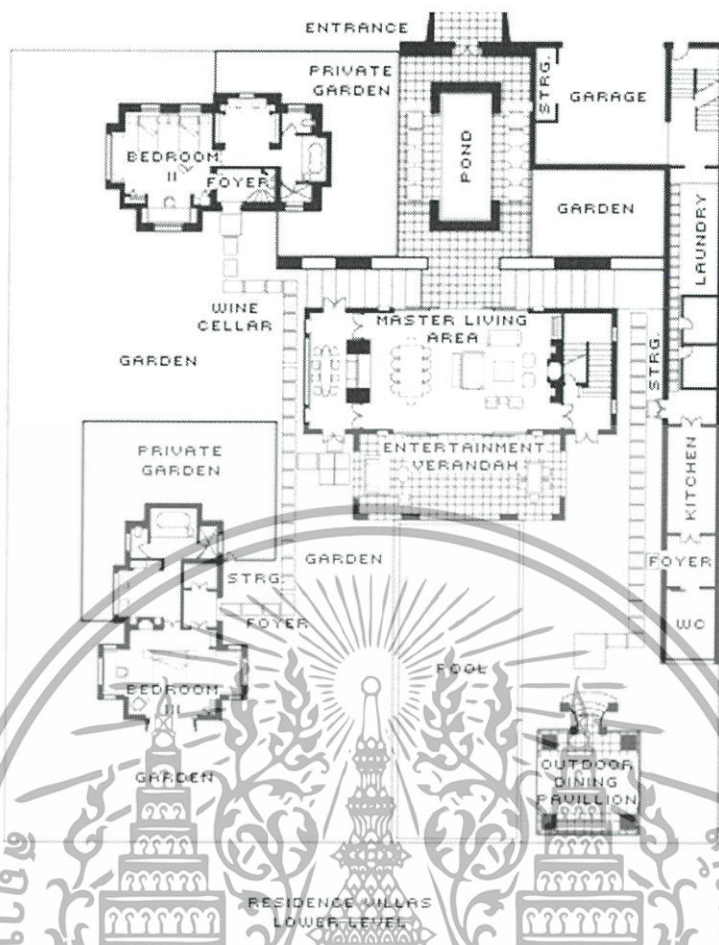 ENTRANCE
PRIVATE
GARDEN
STRG.
GARAGE
POND
BEDROOM
II
FOYER
GARDEN
LAUNDRY
WINE
CELLAR
MASTER LIVING
AREA
GARDEN
STRG.
PRIVATE
GARDEN
ENTERTAINMENT
VERANDAH
KITCHEN
GARDEN
STRG.
FOYER
FOYER
WC
POOL
BEDROOM
III
GARDEN
OUTDOOR
DINING
PAVILLION
RESIDENCE VILLAS
LOWER LEVEL